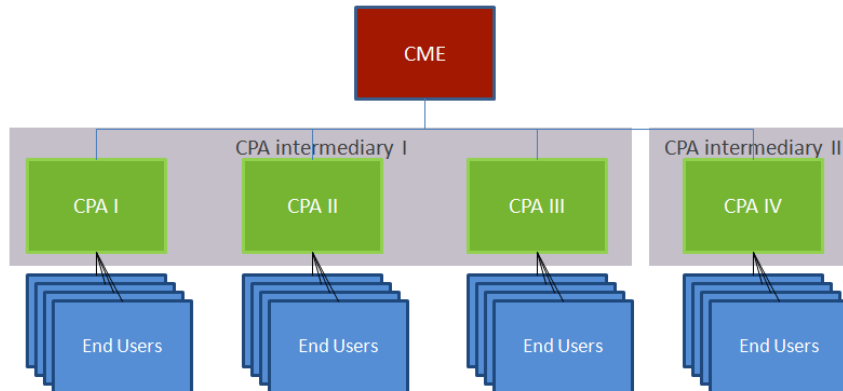 CME
CPA intermediary I
CPA intermediary II
CPA I
CPA II
CPA III
CPA IV
End Users
End Users
End Users
End Users